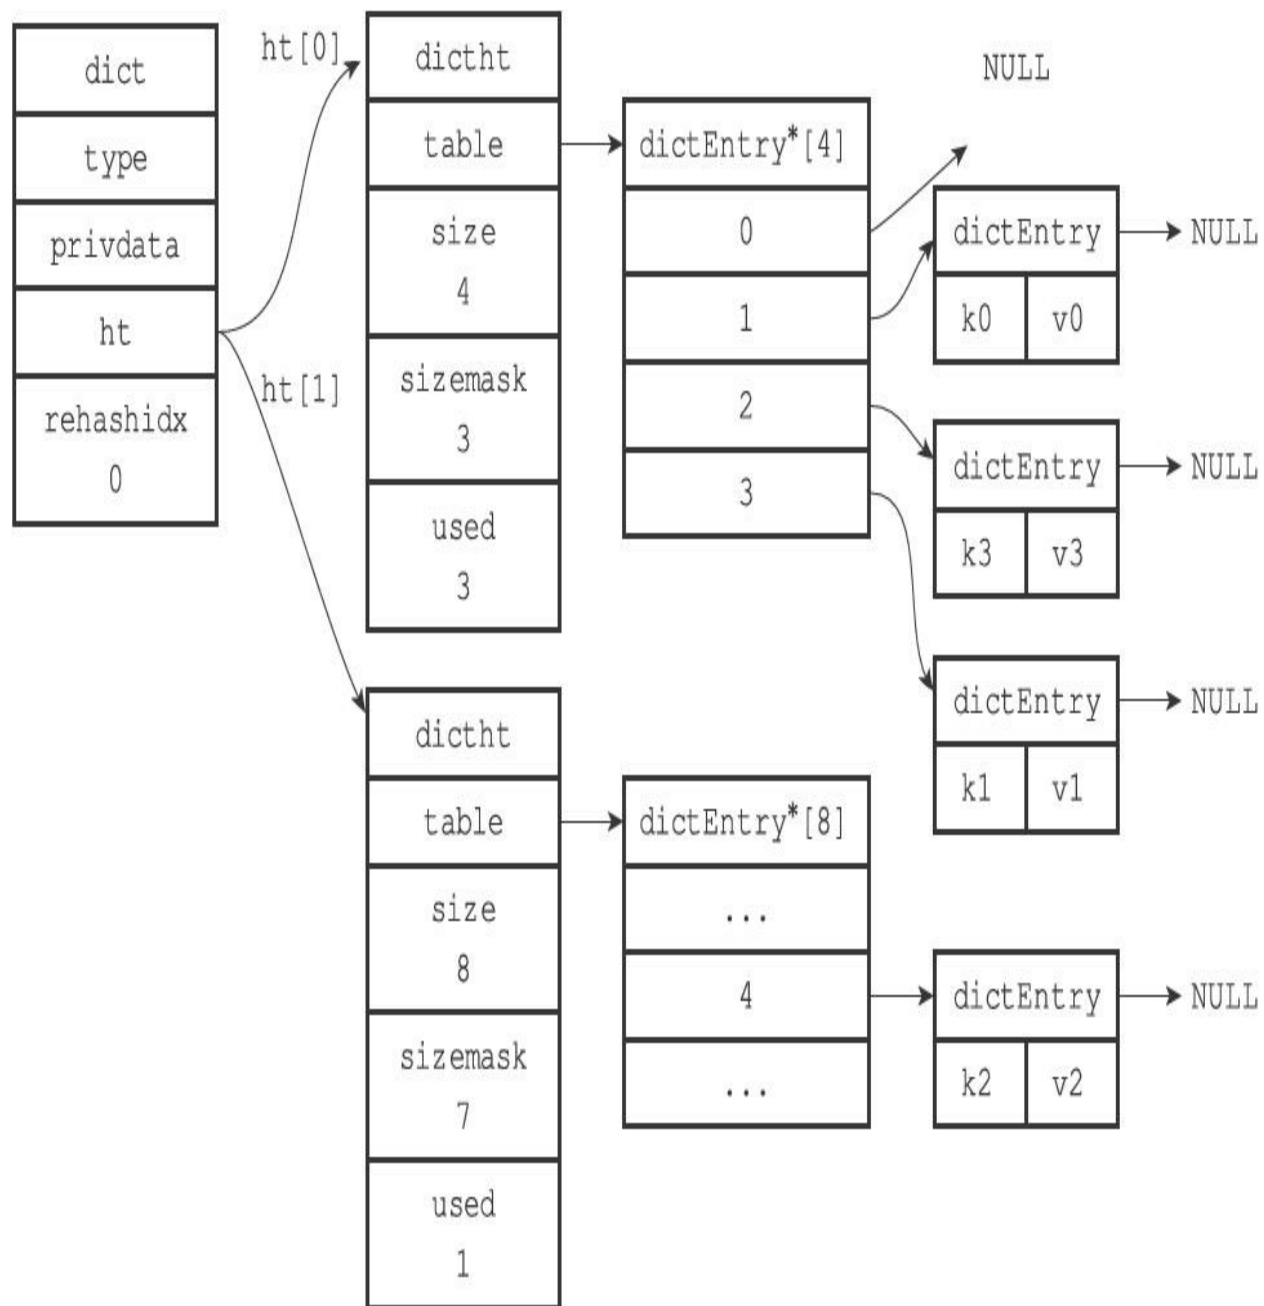 dict
type
privdata
ht
rehashidx
0
ht[0]
ht[1]
dictht
table
size
4
sizemask
3
used
3
dictEntry*[4]
0
1
2
3
NULL
dictEntry
NULL
k0 v0
dictEntry
NULL
k3 v3
dictEntry
NULL
k1 v1
dictht
table
size
8
sizemask
7
used
1
dictEntry*[8]
...
4
...
dictEntry
NULL
k2 v2